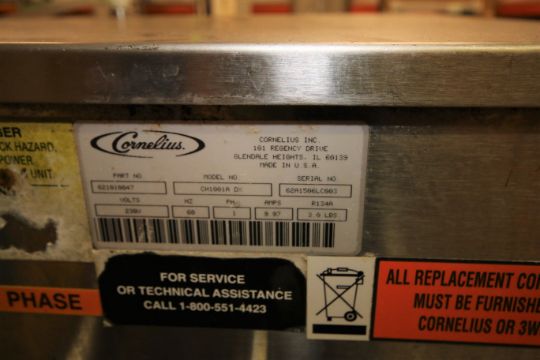 GER
CK HAZARD.
POWER.
UNIT.
Cornelius.
CORNELIUS INC.
101 REGENCY DRIVE
GLENDALE HEIGHTS, IL 60139
MADE IN U.S.A.
PART NO MODEL NO SERIAL NO
621010047 CH1001A DX 62A1506LC003
VOLTS HZ PH AMPS R134A
230V 60 1 8.97 2.0 LBS
PHASE
FOR SERVICE
OR TECHNICAL ASSISTANCE
CALL 1-800-551-4423
ALL REPLACEMENT CO
MUST BE FURNISHE
CORNELIUS OR 3W